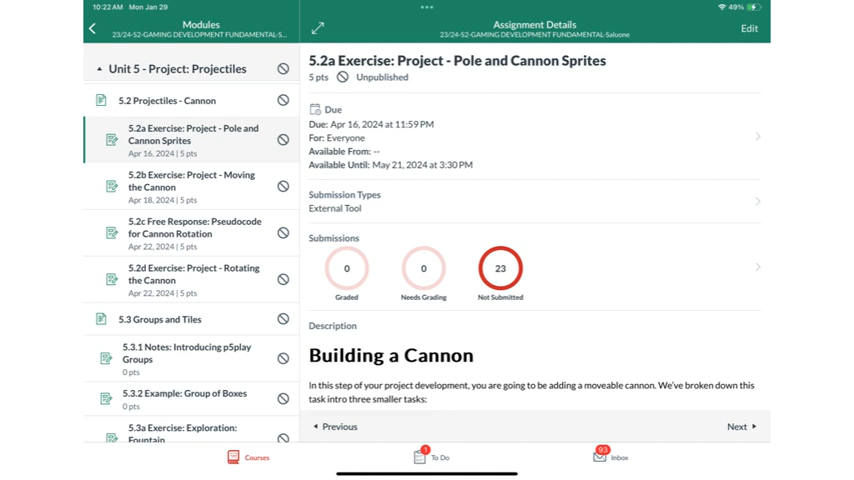 10:22 AM Mon Jan 29
49%
Modules
23/24-S2-GAMING DEVELOPMENT FUNDAMENTAL-S...
Unit 5 - Project: Projectiles
5.2 Projectiles - Cannon
5.2a Exercise: Project - Pole and
Cannon Sprites
Apr 16, 2024 | 5 pts
5.2b Exercise: Project - Moving
the Cannon
Apr 18, 2024 | 5 pts
5.2c Free Response: Pseudocode
for Cannon Rotation
Apr 22, 2024 | 5 pts
5.2d Exercise: Project - Rotating
the Cannon
Apr 22, 2024 | 5 pts
5.3 Groups and Tiles
5.3.1 Notes: Introducing p5play
Groups
0 pts
5.3.2 Example: Group of Boxes
0 pts
5.3a Exercise: Exploration:
Fountain
Assignment Details
23/24-S2-GAMING DEVELOPMENT FUNDAMENTAL-Saluone
Edit
5.2a Exercise: Project - Pole and Cannon Sprites
5 pts Unpublished
Due
Due: Apr 16, 2024 at 11:59 PM
For: Everyone
Available From: --
Available Until: May 21, 2024 at 3:30 PM
Submission Types
External Tool
Submissions
0 0 23
Graded Needs Grading Not Submitted
Description
Building a Cannon
In this step of your project development, you are going to be adding a moveable cannon. We've broken down this
task into three smaller tasks:
Previous Next
Courses 1 To Do 93 Inbox